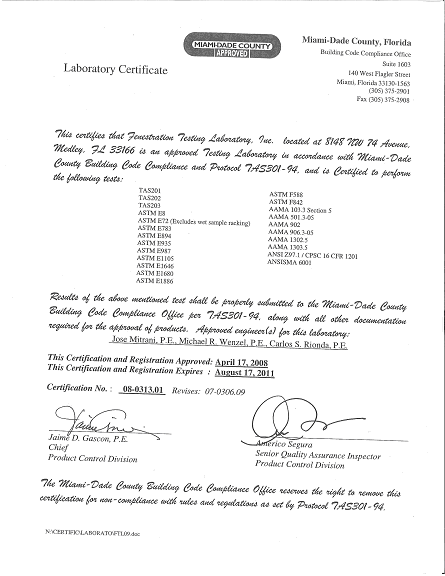 MIAMI-DADE COUNTY
APPROVED
Miami-Dade County, Florida
Building Code Compliance Office
Suite 1603
140 West Flagler Street
Miami, Florida 33130-1563
(305) 375-2901
Fax (305) 375-2908
Laboratory Certificate
This certifies that Fenestration Testing Laboratory, Inc. located at 8148 NW 74 Avenue,
Medley, FL 33166 is an approved Testing Laboratory in accordance with Miami-Dade
County Building Code Compliance and Protocol TAS301-94, and is Certified to perform
the following tests:
TAS201
TAS202
TAS203
ASTM E8
ASTM E72 (Excludes wet sample racking)
ASTM E783
ASTM E894
ASTM E935
ASTM E987
ASTM E1105
ASTM E1646
ASTM E1680
ASTM E1886
ASTM F588
ASTM F842
AAMA 103.3 Section 5
AAMA 501.3-05
AAMA 902
AAMA 906.3-05
AAMA 1302.5
AAMA 1303.5
ANSI Z97.1 / CPSC 16 CFR 1201
ANSISMA 6001
Results of the above mentioned test shall be properly submitted to the Miami-Dade County
Building Code Compliance Office per TAS301-94, along with all other documentation
required for the approval of products. Approved engineer(s) for this laboratory:
Jose Mitrani, P.E., Michael R. Wenzel, P.E., Carlos S. Rionda, P.E.
This Certification and Registration Approved: April 17, 2008
This Certification and Registration Expires : August 17, 2011
Certification No. : 08-0313.01 Revises: 07-0306.09
Jaime D. Gascon, P.E.
Chief
Product Control Division
Americo Segura
Senior Quality Assurance Inspector
Product Control Division
The Miami-Dade County Building Code Compliance Office reserves the right to remove this
certification for non-compliance with rules and regulations as set by Protocol TAS301-94.
N:\CERTIFIC\LABORATO\FTL09.doc